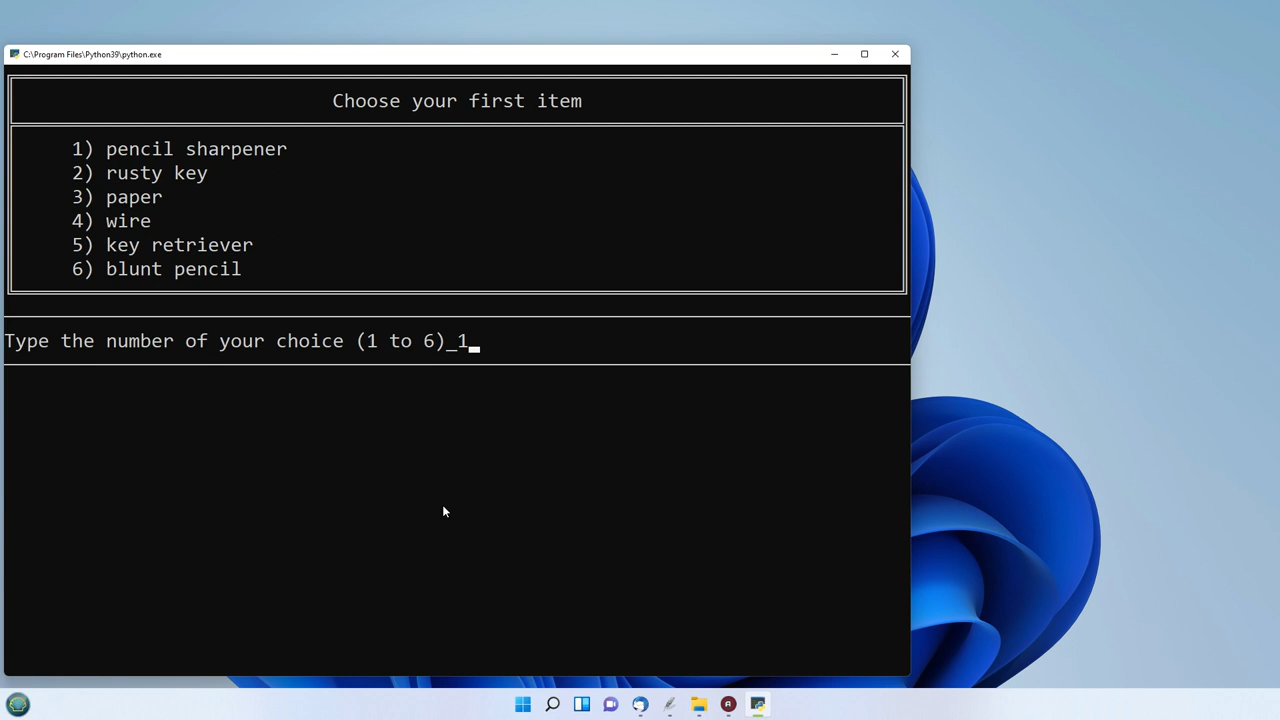 C:\Program Files\Python39\python.exe
Choose your first item
1) pencil sharpener
2) rusty key
3) paper
4) wire
5) key retriever
6) blunt pencil
Type the number of your choice (1 to 6)_1